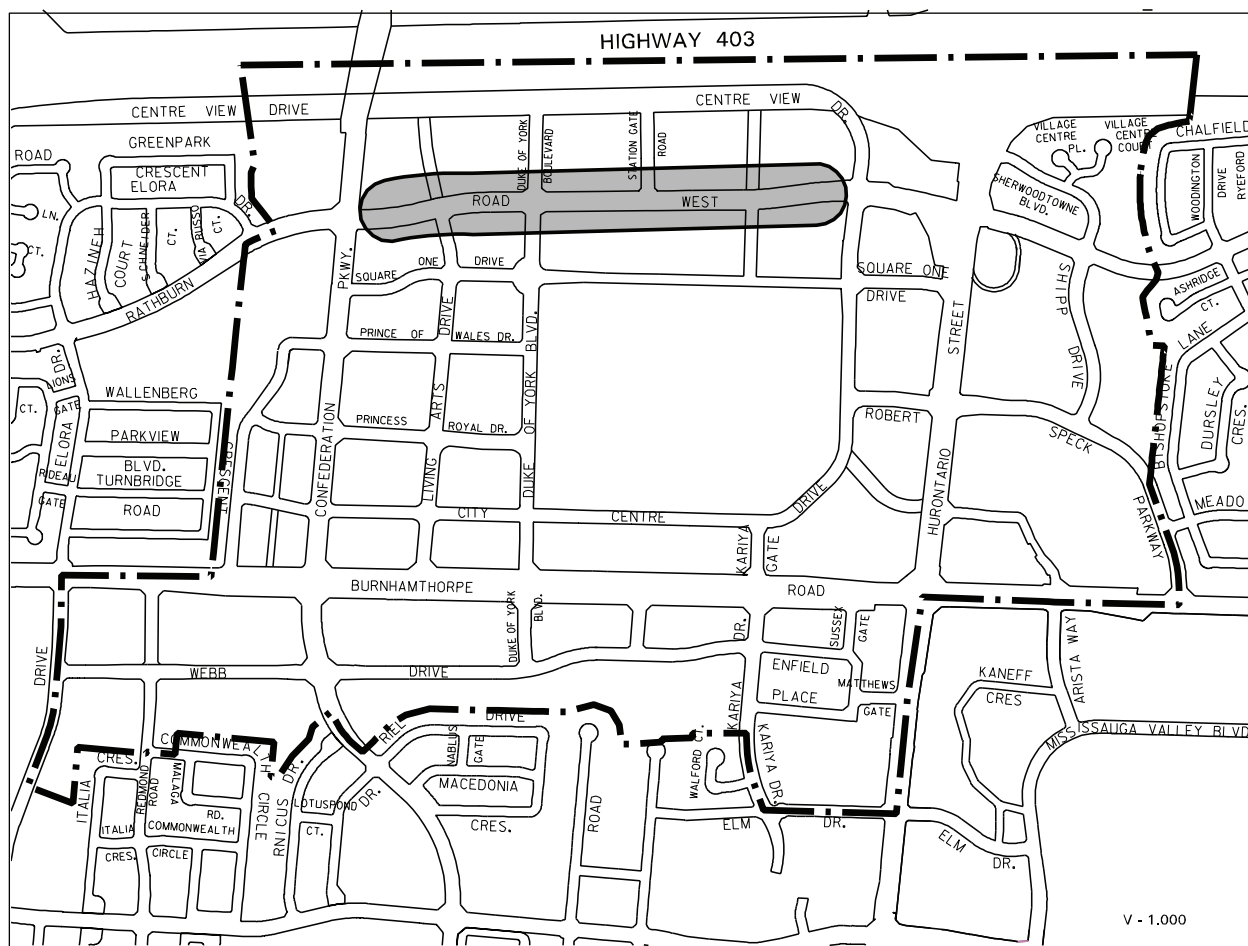 HIGHWAY 403
CENTRE VIEW DRIVE
CENTRE VIEW DR.
VILLAGE CENTRE PL.
VILLAGE CENTRE COURT
CHALFIELD
GREENPARK
ROAD
CRESCENT
ELORA
DUKE OF YORK BOULEVARD
STATION GATE ROAD
LN.
CT.
HAZINEH
COURT
SCHNEIDER CT.
VIA RUSSO CT.
DR.
ROAD WEST
SHERWOODTOWNE BLVD.
WOODINGTON DRIVE
RYEFORD
RATHBURN
PKWY.
SQUARE ONE DRIVE
SQUARE ONE DRIVE
SHIPP DRIVE
ASHRIDGE CT.
LANE
PRINCE OF WALES DR.
DRIVE
DUKE OF YORK BLVD.
STREET
DR.
LIONS GATE
CT.
ELORA
WALLENBERG
CRESCENT
PARKVIEW
BLVD.
TURNBRIDGE
ROAD
RIDEAU GATE
CONFEDERATION
PRINCESS ROYAL DR.
LIVING ARTS
ROBERT SPECK PARKWAY
BISHOPSTOKE
DURSLEY CRES.
MEADO
CITY CENTRE DRIVE
HURONTARIO
KARIYA GATE
BURNHAMTHORPE ROAD
DUKE OF YORK BLVD.
KARIYA DR.
SUSSEX GATE
ENFIELD PLACE
MATTHEWS GATE
DRIVE
WEBB DRIVE
KANEFF CRES
ARISTA WAY
MISSISSAUGA VALLEY BLVD
COMMONWEALTH CIRCLE
RIEL DRIVE
NABLUS GATE
MACEDONIA CRES.
ITALIA CRES.
REDMOND ROAD
MALAGA RD.
COMMONWEALTH CIRCLE
ITALIA CRES.
LOTUSPOND CT.
DR.
DR.
ROAD
WALFORD CT.
KARIYA DR.
ELM DR.
ELM DR.
V - 1.000